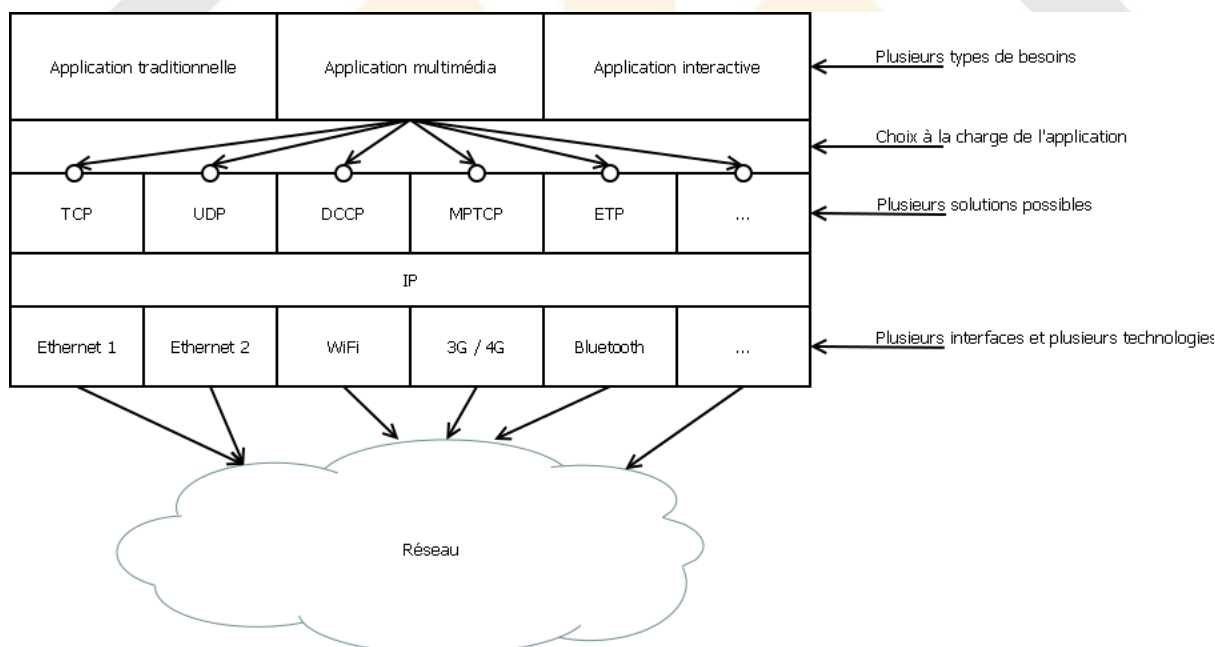 Application traditionnelle
Application multimédia
Application interactive
Plusieurs types de besoins
Choix à la charge de l'application
TCP
UDP
DCCP
MPTCP
ETP
...
Plusieurs solutions possibles
IP
Ethernet 1
Ethernet 2
WiFi
3G / 4G
Bluetooth
...
Plusieurs interfaces et plusieurs technologies
Réseau